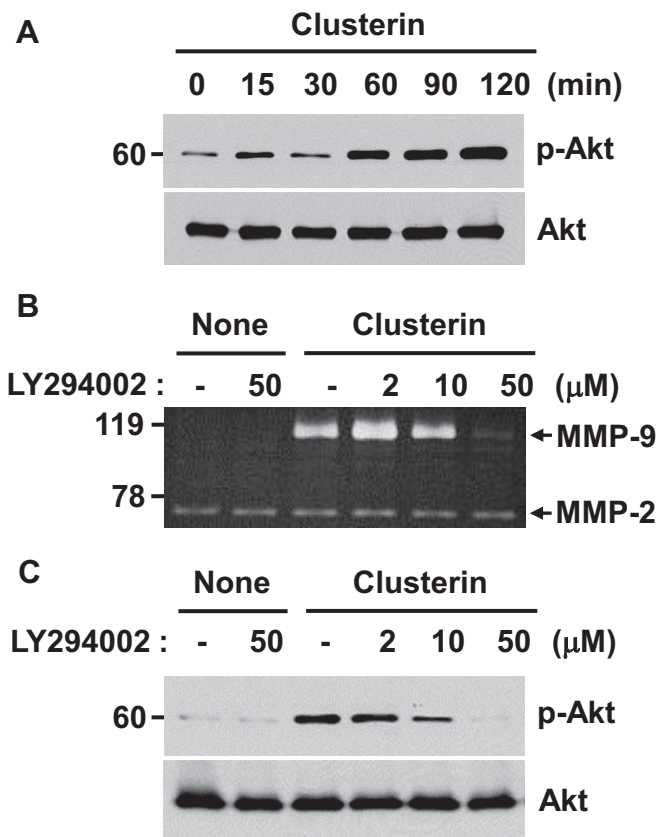 A
Clusterin
0 15 30 60 90 120 (min)
60 p-Akt
Akt
B
None Clusterin
LY294002 : - 50 - 2 10 50 (μM)
119
MMP-9
78
MMP-2
C
None Clusterin
LY294002 : - 50 - 2 10 50 (μM)
60 p-Akt
Akt